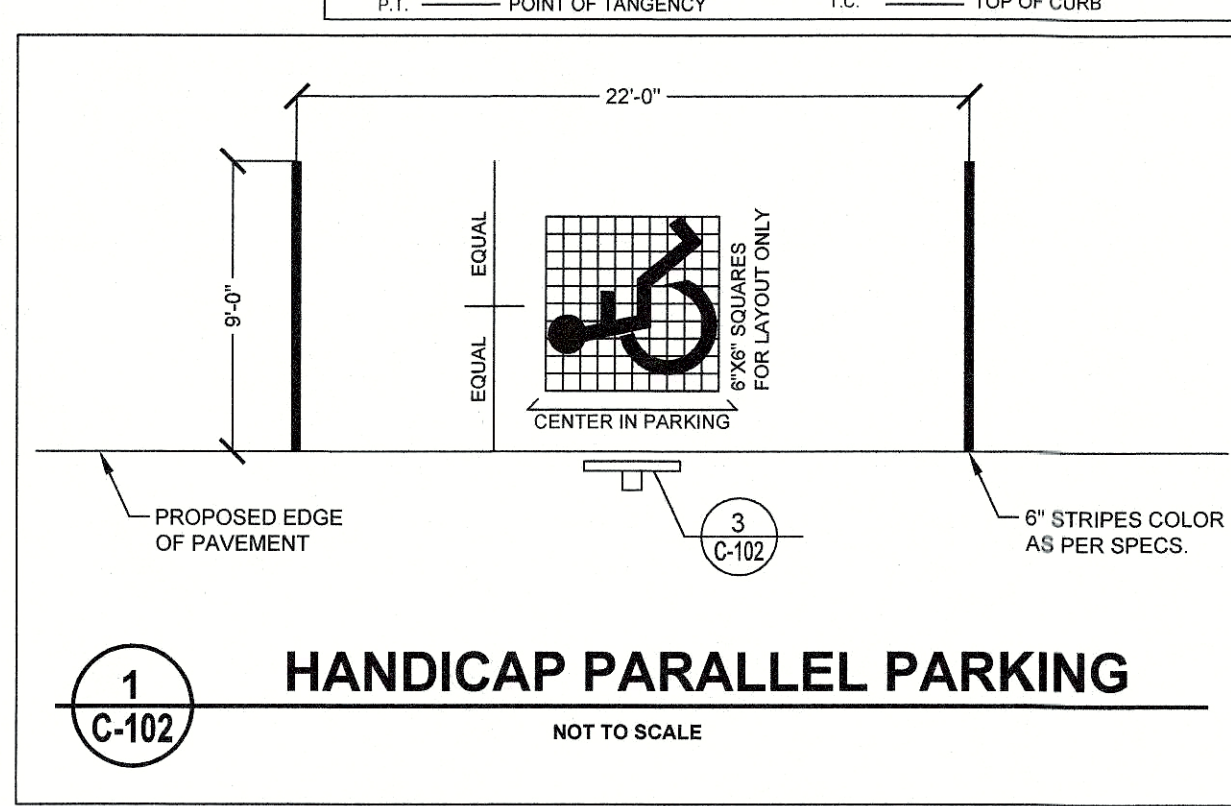 P.T. POINT OF TANGENCY T.C. TOP OF CURB
22'-0"
9'-0"
EQUAL
EQUAL
6"X6" SQUARES
FOR LAYOUT ONLY
CENTER IN PARKING
PROPOSED EDGE
OF PAVEMENT
3
C-102
6" STRIPES COLOR
AS PER SPECS.
1
C-102
HANDICAP PARALLEL PARKING
NOT TO SCALE